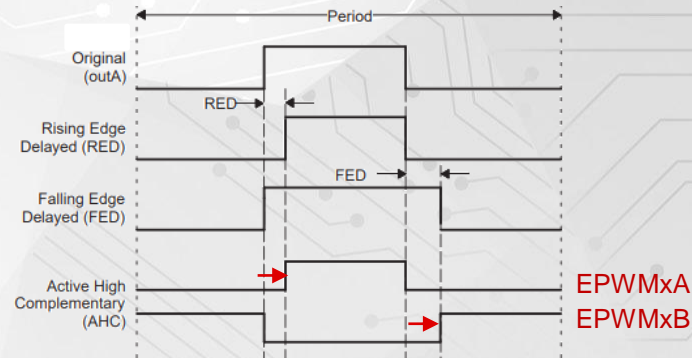 Period
Original
(outA)
RED
Rising Edge
Delayed (RED)
FED
Falling Edge
Delayed (FED)
Active High
Complementary
(AHC)
EPWMxA
EPWMxB